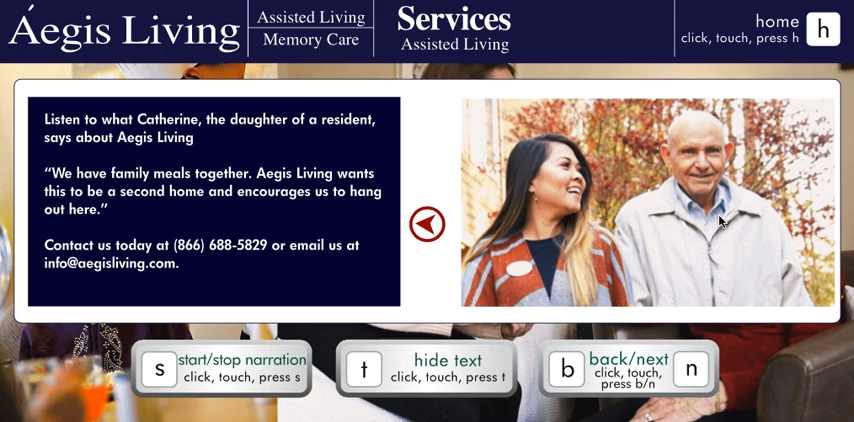 Áegis Living
Assisted Living
Memory Care
Services
Assisted Living
home
click, touch, press h
h
Listen to what Catherine, the daughter of a resident,
says about Aegis Living
“We have family meals together. Aegis Living wants
this to be a second home and encourages us to hang
out here.”
Contact us today at (866) 688-5829 or email us at
info@aegisliving.com.
s
start/stop narration
click, touch, press s
t
hide text
click, touch, press t
b
back/next
click, touch,
press b/n
n